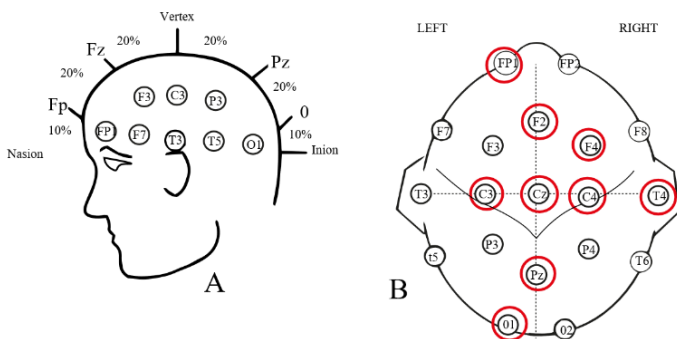 Vertex
20% 20%
Fz Pz
20% 20%
Fp 0
10% 10%
Nasion Inion
F3 C3 P3
FP1 F7 T3 T5 O1
A
LEFT RIGHT
FP1 FP2
F7 F2 F8
F3 F4
T3 C3 Cz C4 T4
P3 P4
t5 Pz T6
B
01 02